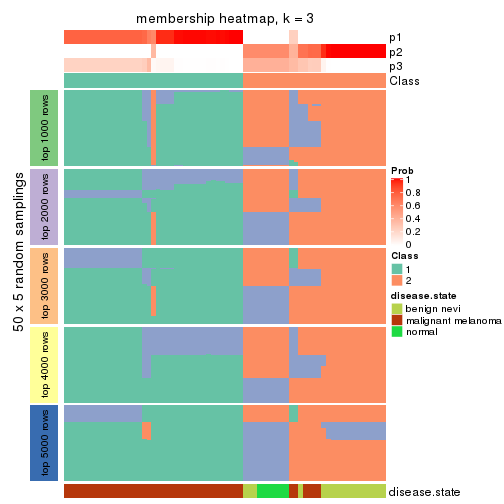 membership heatmap, k = 3
p1
p2
p3
Class
50 x 5 random samplings
top 1000 rows
top 2000 rows
top 3000 rows
top 4000 rows
top 5000 rows
Prob
1
0.8
0.6
0.4
0.2
0
Class
1
2
disease.state
benign nevi
malignant melanoma
normal
disease.state